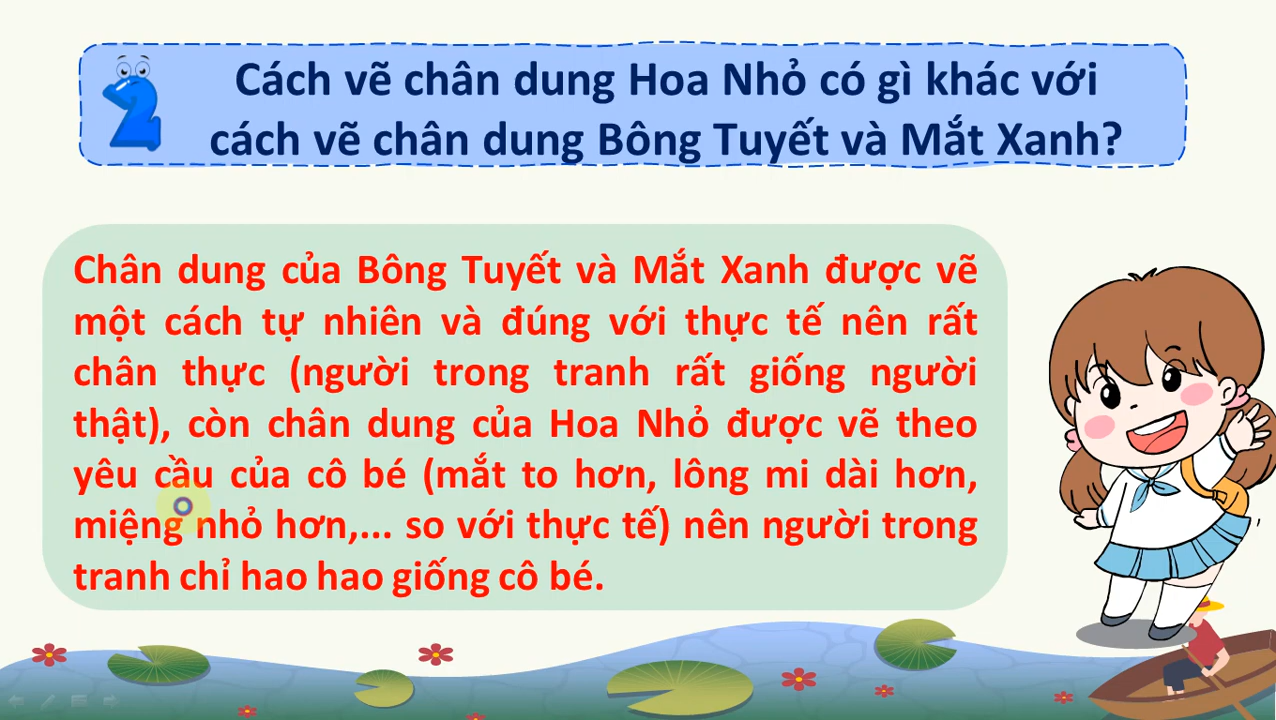 2
Cách vẽ chân dung Hoa Nhỏ có gì khác với
cách vẽ chân dung Bông Tuyết và Mắt Xanh?
Chân dung của Bông Tuyết và Mắt Xanh được vẽ
một cách tự nhiên và đúng với thực tế nên rất
chân thực (người trong tranh rất giống người
thật), còn chân dung của Hoa Nhỏ được vẽ theo
yêu cầu của cô bé (mắt to hơn, lông mi dài hơn,
miệng nhỏ hơn,... so với thực tế) nên người trong
tranh chỉ hao hao giống cô bé.